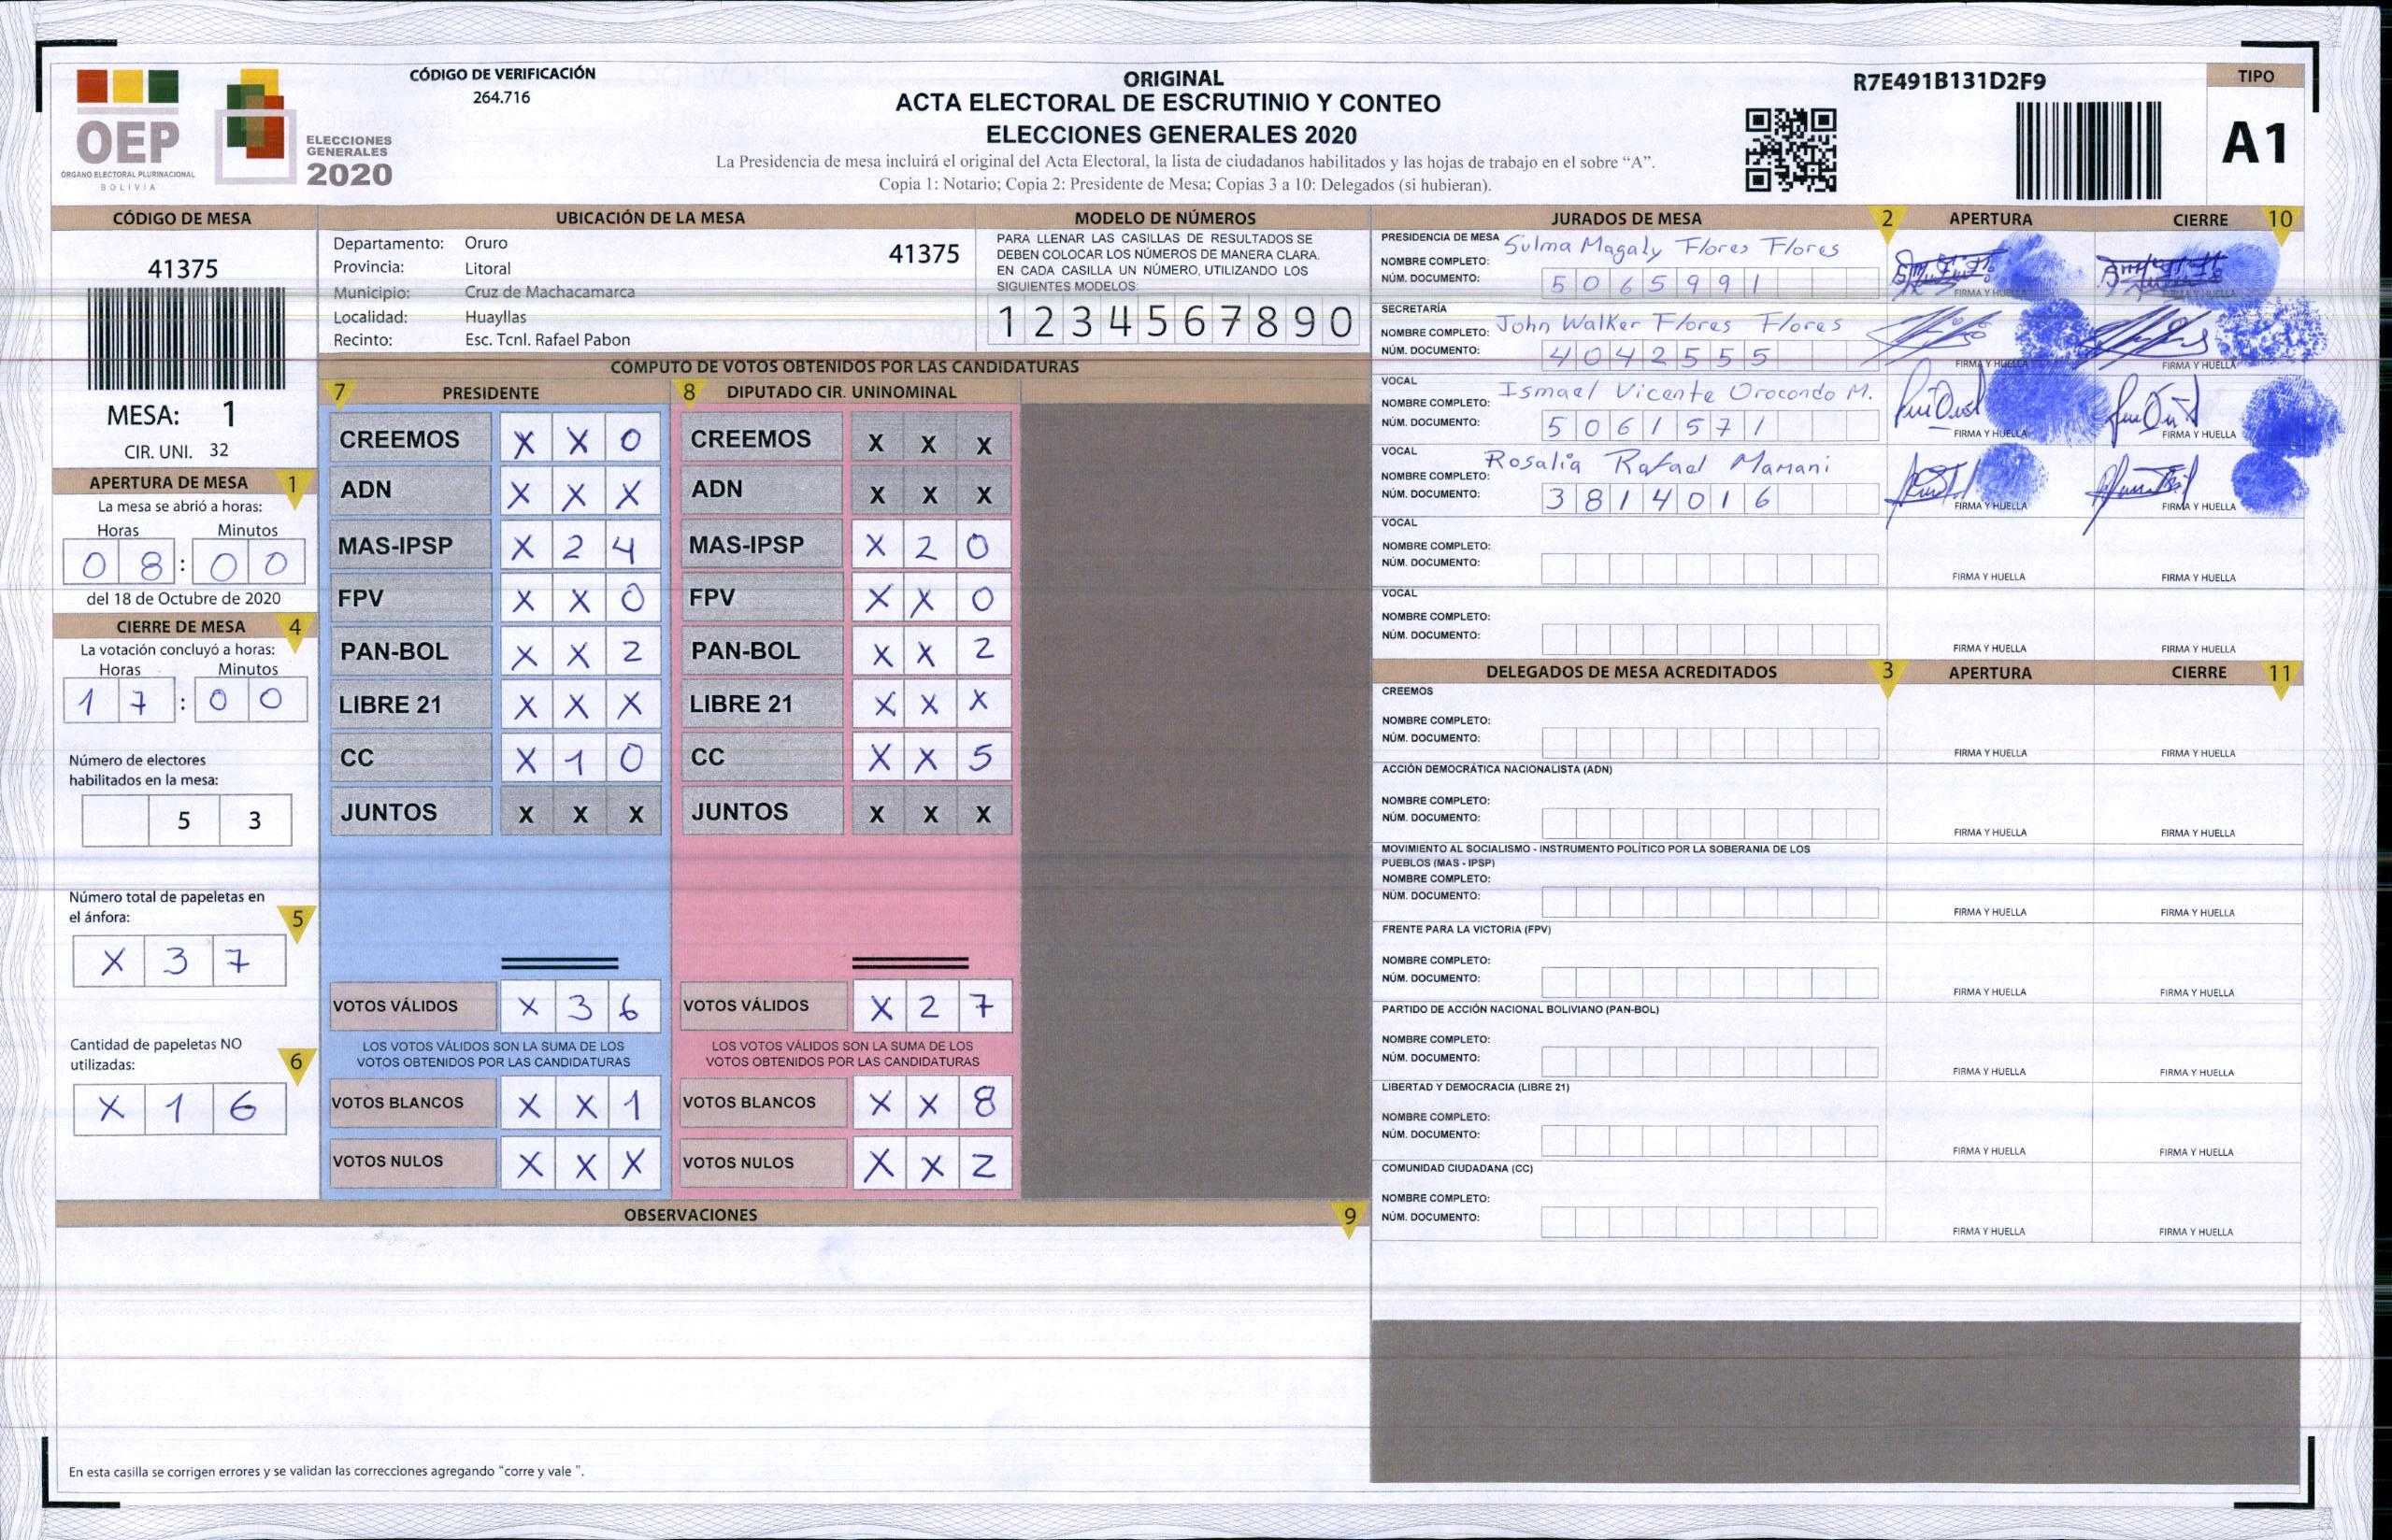 OEP
ÓRGANO ELECTORAL PLURINACIONAL
BOLIVIA
ELECCIONES
GENERALES
2020
CÓDIGO DE VERIFICACIÓN
264.716
ORIGINAL
ACTA ELECTORAL DE ESCRUTINIO Y CONTEO
ELECCIONES GENERALES 2020
La Presidencia de mesa incluirá el original del Acta Electoral, la lista de ciudadanos habilitados y las hojas de trabajo en el sobre “A”.
Copia 1: Notario; Copia 2: Presidente de Mesa; Copias 3 a 10: Delegados (si hubieran).
R7E491B131D2F9
TIPO
A1
CÓDIGO DE MESA
41375
MESA: 1
CIR. UNI. 32
APERTURA DE MESA 1
La mesa se abrió a horas:
Horas Minutos
0 8 : 0 0
del 18 de Octubre de 2020
CIERRE DE MESA 4
La votación concluyó a horas:
Horas Minutos
1 7 : 0 0
Número de electores
habilitados en la mesa:
5 3
Número total de papeletas en
el ánfora: 5
X 3 7
Cantidad de papeletas NO
utilizadas: 6
X 1 6
UBICACIÓN DE LA MESA
Departamento: Oruro 41375
Provincia: Litoral
Municipio: Cruz de Machacamarca
Localidad: Huayllas
Recinto: Esc. Tcnl. Rafael Pabon
MODELO DE NÚMEROS
PARA LLENAR LAS CASILLAS DE RESULTADOS SE
DEBEN COLOCAR LOS NÚMEROS DE MANERA CLARA.
EN CADA CASILLA UN NÚMERO, UTILIZANDO LOS
SIGUIENTES MODELOS:
1 2 3 4 5 6 7 8 9 0
COMPUTO DE VOTOS OBTENIDOS POR LAS CANDIDATURAS
7 PRESIDENTE
CREEMOS X X 0
ADN X X X
MAS-IPSP X 2 4
FPV X X 0
PAN-BOL X X 2
LIBRE 21 X X X
CC X 1 0
JUNTOS X X X
VOTOS VÁLIDOS X 3 6
LOS VOTOS VÁLIDOS SON LA SUMA DE LOS
VOTOS OBTENIDOS POR LAS CANDIDATURAS
VOTOS BLANCOS X X 1
VOTOS NULOS X X X
8 DIPUTADO CIR. UNINOMINAL
CREEMOS X X X
ADN X X X
MAS-IPSP X 2 0
FPV X X 0
PAN-BOL X X 2
LIBRE 21 X X X
CC X X 5
JUNTOS X X X
VOTOS VÁLIDOS X 2 7
LOS VOTOS VÁLIDOS SON LA SUMA DE LOS
VOTOS OBTENIDOS POR LAS CANDIDATURAS
VOTOS BLANCOS X X 8
VOTOS NULOS X X 2
OBSERVACIONES 9
En esta casilla se corrigen errores y se validan las correcciones agregando “corre y vale ”.
JURADOS DE MESA 2 APERTURA CIERRE 10
PRESIDENCIA DE MESA
NOMBRE COMPLETO: Sulma Magaly Flores Flores
NÚM. DOCUMENTO: 5 0 6 5 9 9 1
FIRMA Y HUELLA FIRMA Y HUELLA
SECRETARÍA
NOMBRE COMPLETO: John Walker Flores Flores
NÚM. DOCUMENTO: 4 0 4 2 5 5 5
FIRMA Y HUELLA FIRMA Y HUELLA
VOCAL
NOMBRE COMPLETO: Ismael Vicente Orocondo M.
NÚM. DOCUMENTO: 5 0 6 1 5 7 1
FIRMA Y HUELLA FIRMA Y HUELLA
VOCAL
NOMBRE COMPLETO: Rosalia Rafael Mamani
NÚM. DOCUMENTO: 3 8 1 4 0 1 6
FIRMA Y HUELLA FIRMA Y HUELLA
VOCAL
NOMBRE COMPLETO:
NÚM. DOCUMENTO:
FIRMA Y HUELLA FIRMA Y HUELLA
VOCAL
NOMBRE COMPLETO:
NÚM. DOCUMENTO:
FIRMA Y HUELLA FIRMA Y HUELLA
DELEGADOS DE MESA ACREDITADOS 3 APERTURA CIERRE 11
CREEMOS
NOMBRE COMPLETO:
NÚM. DOCUMENTO:
FIRMA Y HUELLA FIRMA Y HUELLA
ACCIÓN DEMOCRÁTICA NACIONALISTA (ADN)
NOMBRE COMPLETO:
NÚM. DOCUMENTO:
FIRMA Y HUELLA FIRMA Y HUELLA
MOVIMIENTO AL SOCIALISMO - INSTRUMENTO POLÍTICO POR LA SOBERANIA DE LOS
PUEBLOS (MAS - IPSP)
NOMBRE COMPLETO:
NÚM. DOCUMENTO:
FIRMA Y HUELLA FIRMA Y HUELLA
FRENTE PARA LA VICTORIA (FPV)
NOMBRE COMPLETO:
NÚM. DOCUMENTO:
FIRMA Y HUELLA FIRMA Y HUELLA
PARTIDO DE ACCIÓN NACIONAL BOLIVIANO (PAN-BOL)
NOMBRE COMPLETO:
NÚM. DOCUMENTO:
FIRMA Y HUELLA FIRMA Y HUELLA
LIBERTAD Y DEMOCRACIA (LIBRE 21)
NOMBRE COMPLETO:
NÚM. DOCUMENTO:
FIRMA Y HUELLA FIRMA Y HUELLA
COMUNIDAD CIUDADANA (CC)
NOMBRE COMPLETO:
NÚM. DOCUMENTO:
FIRMA Y HUELLA FIRMA Y HUELLA